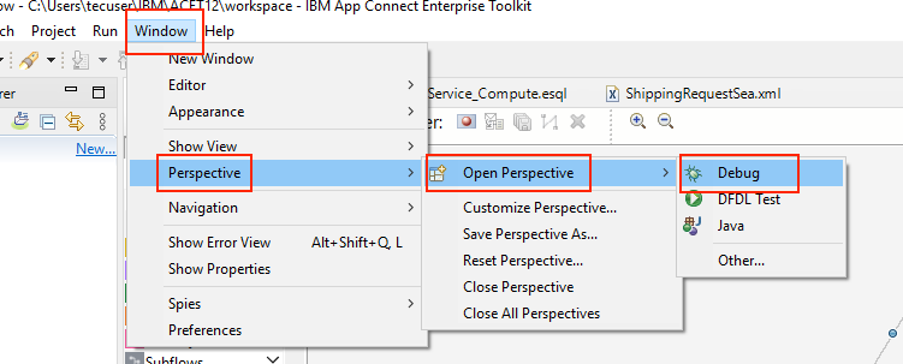 ow - C:\Users\tecuser\IBM\ACET12\workspace - IBM App Connect Enterprise Toolkit
rch Project Run Window Help
New Window
Editor
Appearance
Show View
Perspective
Navigation
Show Error View Alt+Shift+Q, L
Show Properties
Spies
Preferences
Subflows
rer
New...
Service_Compute.esql ShippingRequestSea.xml
er:
Open Perspective
Customize Perspective...
Save Perspective As...
Reset Perspective...
Close Perspective
Close All Perspectives
Debug
DFDL Test
Java
Other...